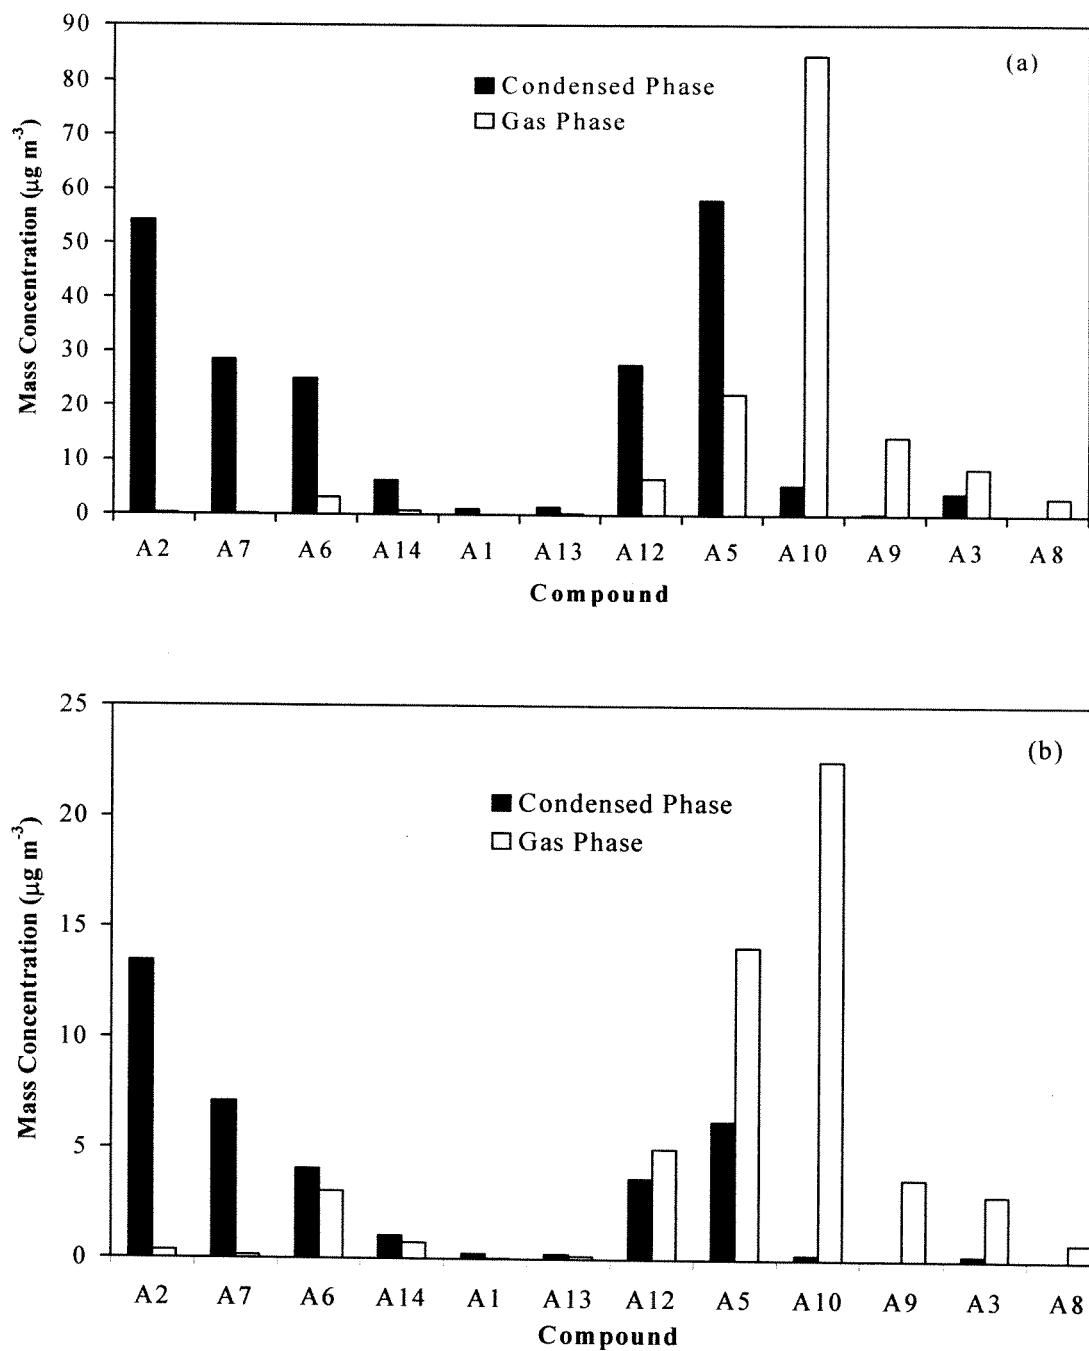 90
80
70
60
50
40
30
20
10
0
Mass Concentration (μg m⁻³)
(a)
Condensed Phase
Gas Phase
A2 A7 A6 A14 A1 A13 A12 A5 A10 A9 A3 A8
Compound
25
20
15
10
5
0
Mass Concentration (μg m⁻³)
(b)
Condensed Phase
Gas Phase
A2 A7 A6 A14 A1 A13 A12 A5 A10 A9 A3 A8
Compound